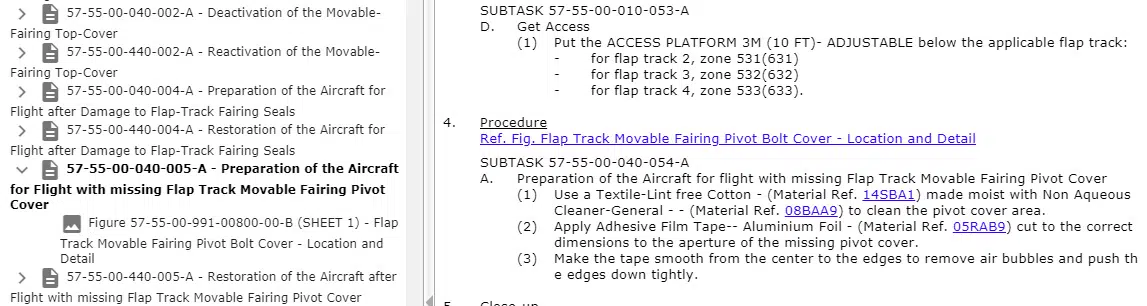 57-55-00-040-002-A - Deactivation of the Movable-
Fairing Top-Cover
57-55-00-440-002-A - Reactivation of the Movable-
Fairing Top-Cover
57-55-00-040-004-A - Preparation of the Aircraft for
Flight after Damage to Flap-Track Fairing Seals
57-55-00-440-004-A - Restoration of the Aircraft for
Flight after Damage to Flap-Track Fairing Seals
57-55-00-040-005-A - Preparation of the Aircraft
for Flight with missing Flap Track Movable Fairing Pivot
Cover
Figure 57-55-00-991-00800-00-B (SHEET 1) - Flap
Track Movable Fairing Pivot Bolt Cover - Location and
Detail
57-55-00-440-005-A - Restoration of the Aircraft after
Flight with missing Flap Track Movable Fairing Pivot Cover
SUBTASK 57-55-00-010-053-A
D. Get Access
(1) Put the ACCESS PLATFORM 3M (10 FT)- ADJUSTABLE below the applicable flap track:
- for flap track 2, zone 531(631)
- for flap track 3, zone 532(632)
- for flap track 4, zone 533(633).
4. Procedure
Ref. Fig. Flap Track Movable Fairing Pivot Bolt Cover - Location and Detail
SUBTASK 57-55-00-040-054-A
A. Preparation of the Aircraft for flight with missing Flap Track Movable Fairing Pivot Cover
(1) Use a Textile-Lint free Cotton - (Material Ref. 14SBA1) made moist with Non Aqueous
Cleaner-General - - (Material Ref. 08BAA9) to clean the pivot cover area.
(2) Apply Adhesive Film Tape-- Aluminium Foil - (Material Ref. 05RAB9) cut to the correct
dimensions to the aperture of the missing pivot cover.
(3) Make the tape smooth from the center to the edges to remove air bubbles and push th
e edges down tightly.
5. Close-up